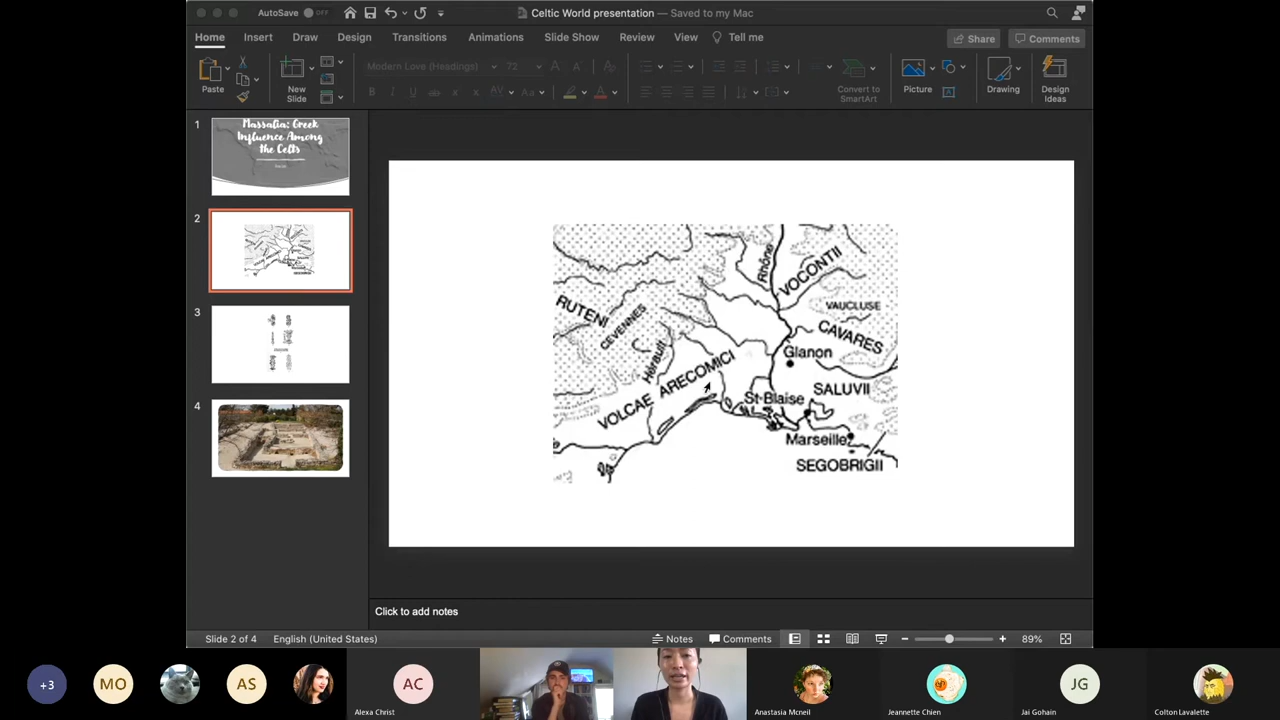 AutoSave OFF
Celtic World presentation — Saved to my Mac
Home Insert Draw Design Transitions Animations Slide Show Review View Tell me
Share Comments
Modern Love (Headings) 72
Paste
New Slide
B I U
Convert to SmartArt
Picture
Drawing
Design Ideas
1
Massalia: Greek
Influence Among
the Celts
2
3
4
Rhône
VOCONTII
RUTENI
CEVENNES
VAUCLUSE
CAVARES
Glanon
Hérault
VOLCAE ARECOMICI
SALUVII
St-Blaise
Marseille
SEGOBRIGII
Click to add notes
Slide 2 of 4 English (United States) Notes Comments 89%
+3 MO AS AC JG
Alexa Christ
Anastasia Mcneil
Jeannette Chien
Jai Gohain
Colton Lavalette